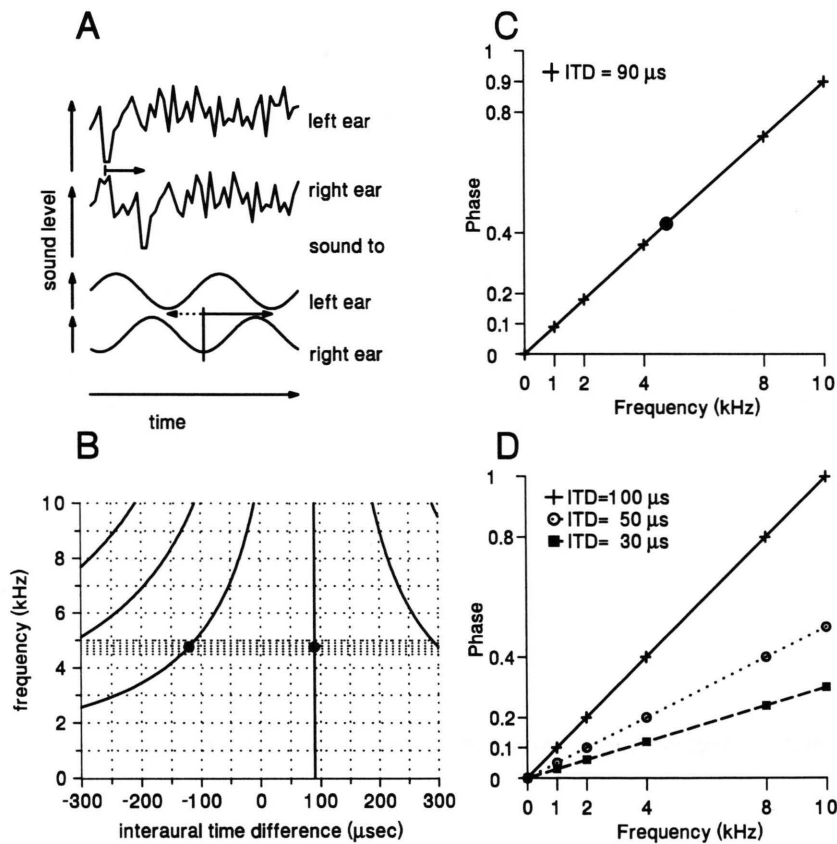 A
left ear
right ear
sound to
left ear
right ear
sound level
time
B
10
8
6
4
2
0
frequency (kHz)
-300 -200 -100 0 100 200 300
interaural time difference (µsec)
C
ITD = 90 µs
1
0.9
0.8
0.4
0.2
0.1
0
Phase
0 1 2 4 8 10
Frequency (kHz)
D
ITD=100 µs
ITD= 50 µs
ITD= 30 µs
1
0.8
0.4
0.2
0.1
0
Phase
0 1 2 4 8 10
Frequency (kHz)